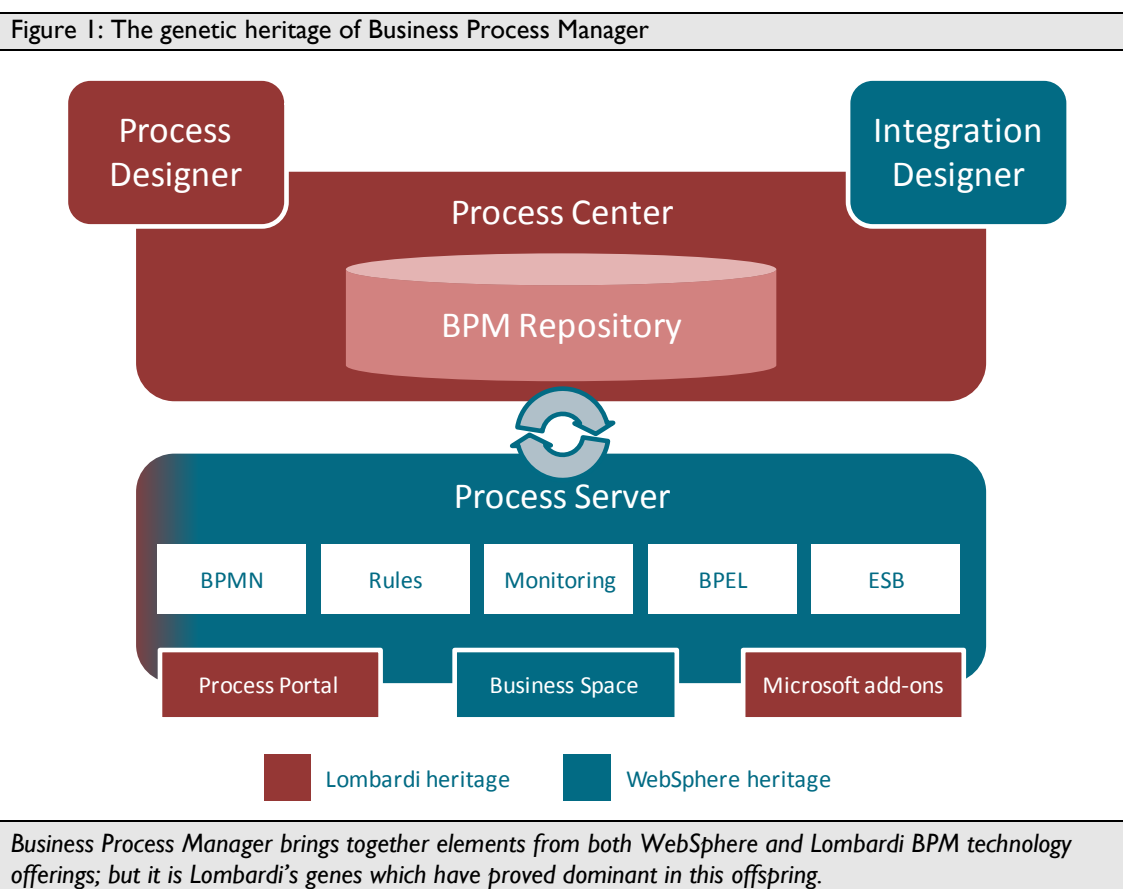 Figure 1: The genetic heritage of Business Process Manager
Process
Designer
Integration
Designer
Process Center
BPM Repository
Process Server
BPMN
Rules
Monitoring
BPEL
ESB
Process Portal
Business Space
Microsoft add-ons
Lombardi heritage
WebSphere heritage
Business Process Manager brings together elements from both WebSphere and Lombardi BPM technology
offerings; but it is Lombardi's genes which have proved dominant in this offspring.